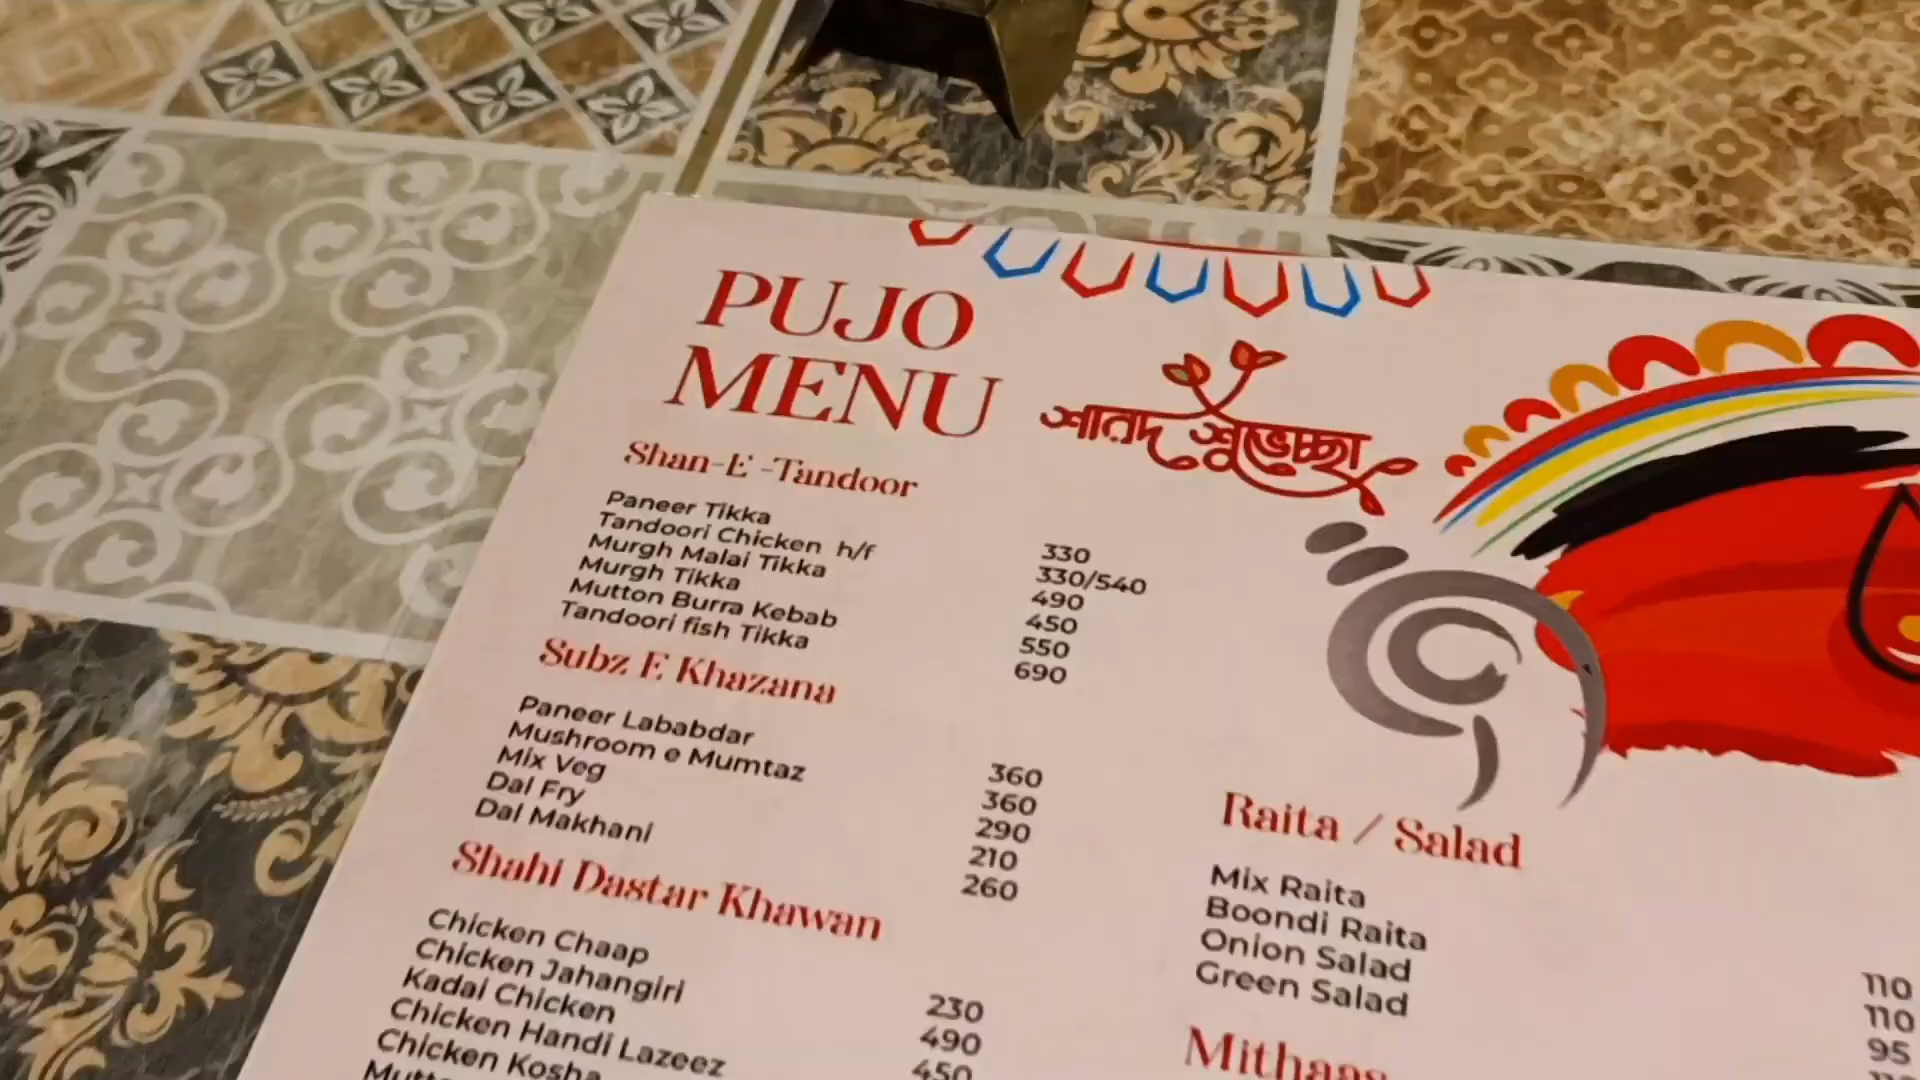 PUJO
MENU
শারদ শুভেচ্ছা
Shan-E -Tandoor
Paneer Tikka 330
Tandoori Chicken h/f 330/540
Murgh Malai Tikka 490
Murgh Tikka 450
Mutton Burra Kebab 550
Tandoori fish Tikka 690
Subz E Khazana
Paneer Lababdar 360
Mushroom e Mumtaz 360
Mix Veg 290
Dal Fry 210
Dal Makhani 260
Shahi Dastar Khawan
Chicken Chaap 230
Chicken Jahangiri 490
Kadai Chicken 450
Chicken Handi Lazeez
Chicken Kosha
Raita / Salad
Mix Raita 110
Boondi Raita 110
Onion Salad 95
Green Salad